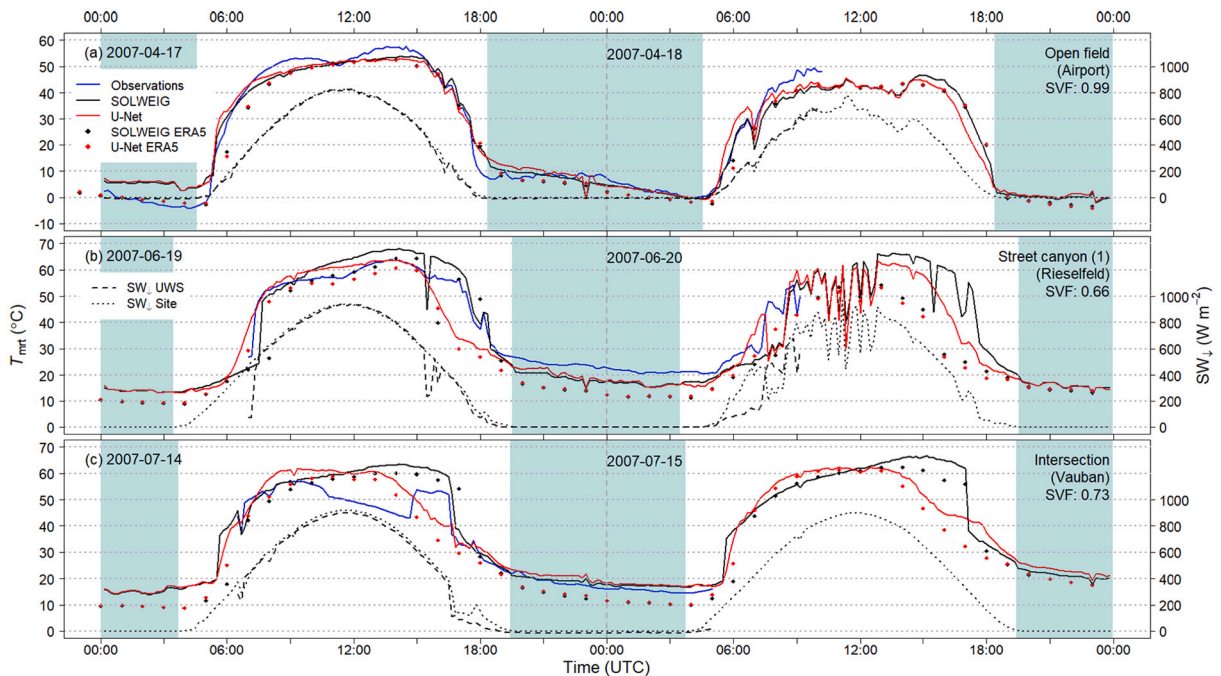 00:00 06:00 12:00 18:00 00:00 06:00 12:00 18:00 00:00
(a) 2007-04-17
2007-04-18
Open field
(Airport)
SVF: 0.99
Observations
SOLWEIG
U-Net
SOLWEIG ERA5
U-Net ERA5
60
50
40
30
20
10
0
-10
1000
800
600
400
200
0
(b) 2007-06-19
2007-06-20
Street canyon (1)
(Rieselfeld)
SVF: 0.66
SW↓ UWS
SW↓ Site
70
60
50
40
30
20
10
0
1000
800
600
400
200
0
Tmrt (°C)
SW↓ (W m⁻²)
(c) 2007-07-14
2007-07-15
Intersection
(Vauban)
SVF: 0.73
70
60
50
40
30
20
10
0
1000
800
600
400
200
0
00:00 06:00 12:00 18:00 00:00 06:00 12:00 18:00 00:00
Time (UTC)